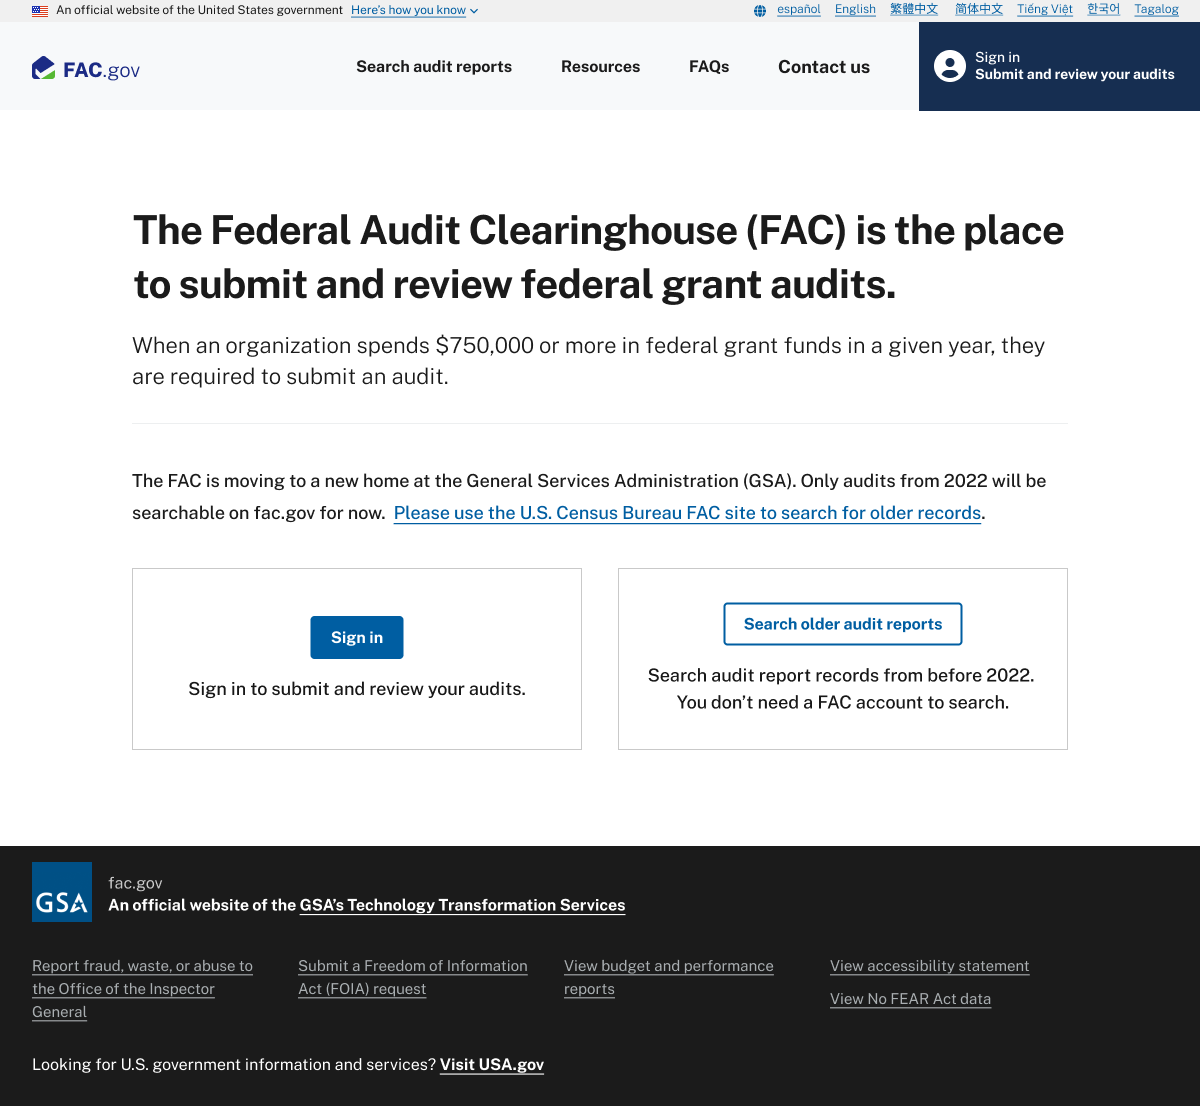 An official website of the United States government Here’s how you know
español English 繁體中文 简体中文 Tiếng Việt 한국어 Tagalog
FAC.gov
Search audit reports
Resources
FAQs
Contact us
Sign in
Submit and review your audits
The Federal Audit Clearinghouse (FAC) is the place
to submit and review federal grant audits.
When an organization spends $750,000 or more in federal grant funds in a given year, they
are required to submit an audit.
The FAC is moving to a new home at the General Services Administration (GSA). Only audits from 2022 will be
searchable on fac.gov for now. Please use the U.S. Census Bureau FAC site to search for older records.
Sign in
Sign in to submit and review your audits.
Search older audit reports
Search audit report records from before 2022.
You don’t need a FAC account to search.
GSA
fac.gov
An official website of the GSA’s Technology Transformation Services
Report fraud, waste, or abuse to
the Office of the Inspector
General
Submit a Freedom of Information
Act (FOIA) request
View budget and performance
reports
View accessibility statement
View No FEAR Act data
Looking for U.S. government information and services? Visit USA.gov